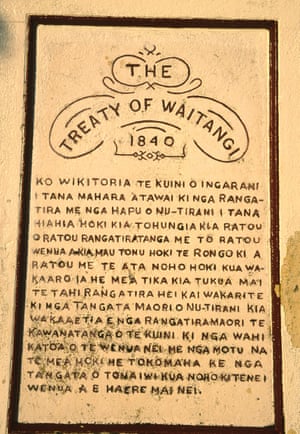 THE
TREATY OF WAITANGI
1840
KO WIKITORIA TE KUINI O INGARANI
I TANA MAHARA ATAWAI KI NGA RANGA-
TIRA ME NGA HAPU O NU-TIRANI I TANA
HIAHIA HOKI KIA TOHUNGIA KIA RATOU
O RATOU RANGATIRATANGA ME TO RATOU
WENUA A KIA MAU TONU HOKI TE RONGO KI A
RATOU ME TE ATA NOHO HOKI KUA WA-
KAARO IA HE MEA TIKA KIA TUKUA MAI
TE TAHI RANGATIRA HEI KAI WAKARITE
KI NGA TANGATA MAORI O NU-TIRANI KIA
WAKAAETIA E NGA RANGATIRA MAORI TE
KAWANATANGA O TE KUINI KI NGA WAHI
KATOA O TE WENUA NEI ME NGA MOTU NA
TE MEA HOKI HE TOKOMAHA KE NGA
TANGATA O TONA IWI KUA NOHO KI TENEI
WENUA A E HAERE MAI NEI.